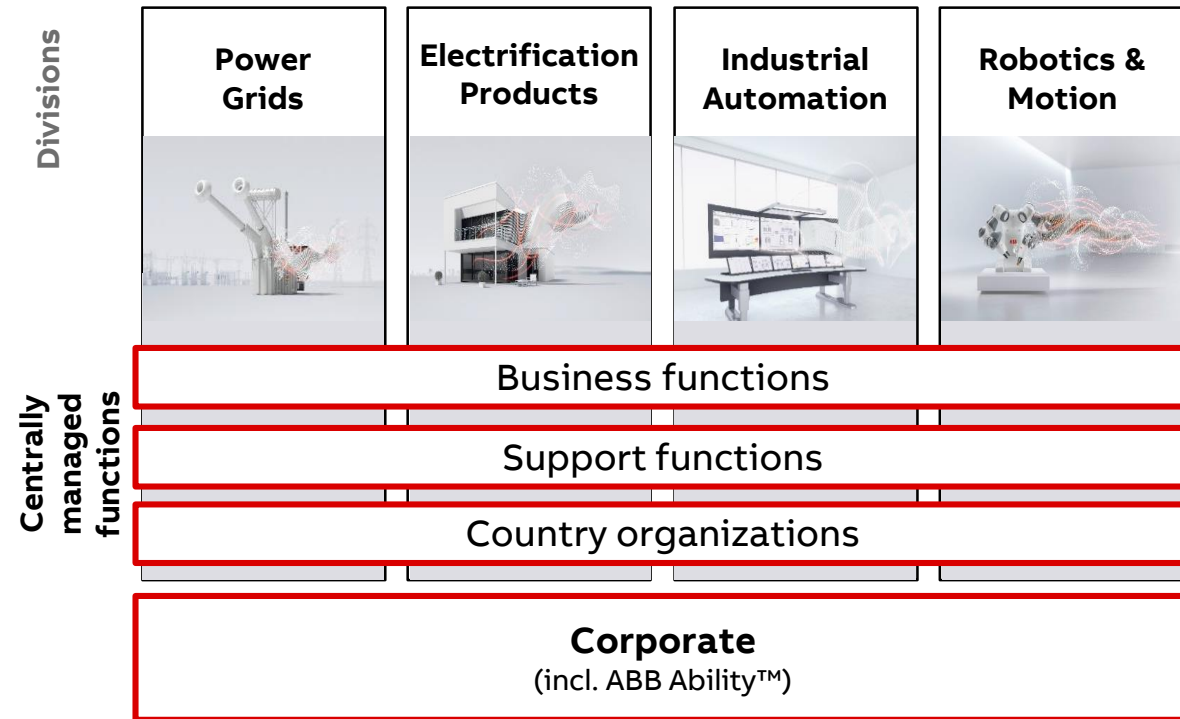 Divisions
Power
Grids
Electrification
Products
Industrial
Automation
Robotics &
Motion
Centrally
managed
functions
Business functions
Support functions
Country organizations
Corporate
(incl. ABB Ability™)